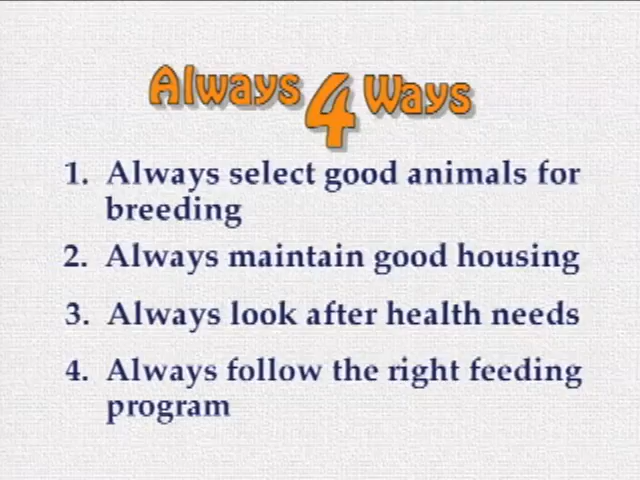 Always 4 Ways
1. Always select good animals for
breeding
2. Always maintain good housing
3. Always look after health needs
4. Always follow the right feeding
program